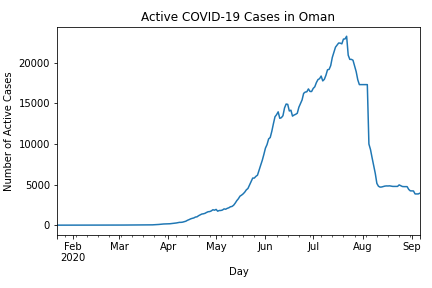 Active COVID-19 Cases in Oman
Number of Active Cases
20000
15000
10000
5000
0
Feb Mar Apr May Jun Jul Aug Sep
2020
Day